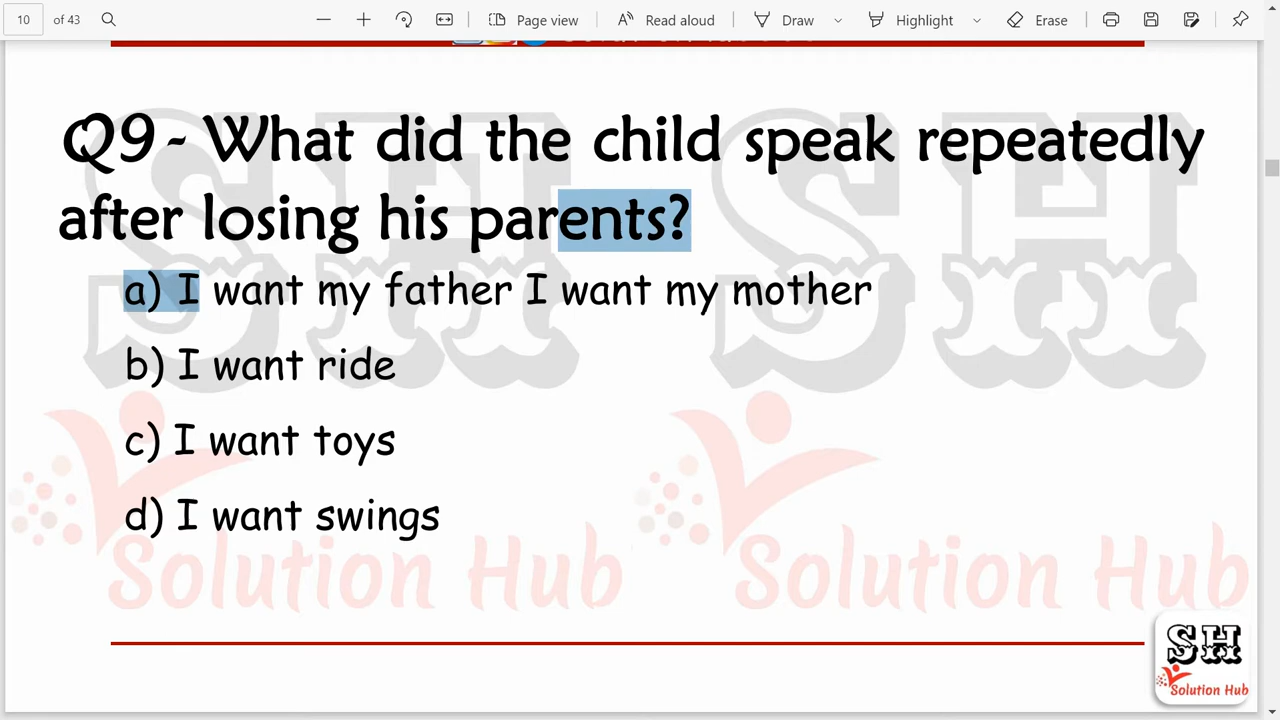 10 of 43 Page view Read aloud Draw Highlight Erase
Q9- What did the child speak repeatedly
after losing his parents?
a) I want my father I want my mother
b) I want ride
c) I want toys
d) I want swings
SH SH
Solution Hub Solution Hub
SH
Solution Hub